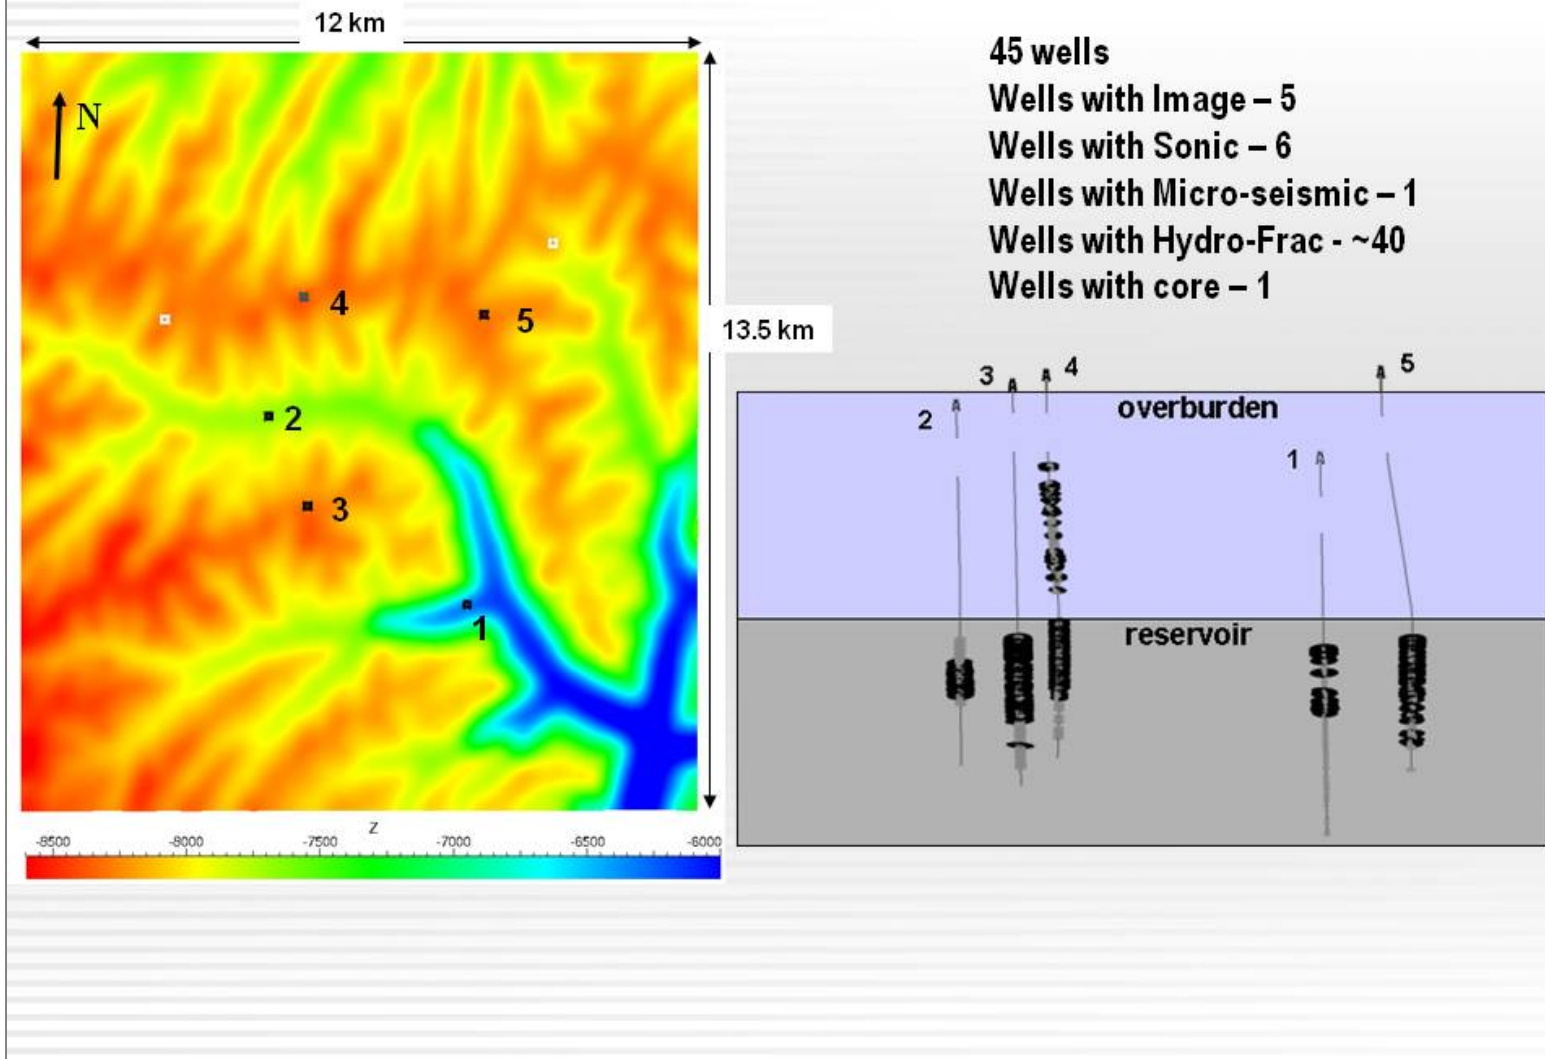 12 km
N
4
5
2
3
1
13.5 km
Z
-8500 -8000 -7500 -7000 -6500 -6000
45 wells
Wells with Image – 5
Wells with Sonic – 6
Wells with Micro-seismic – 1
Wells with Hydro-Frac - ~40
Wells with core – 1
3 4 5
2 overburden
1
reservoir